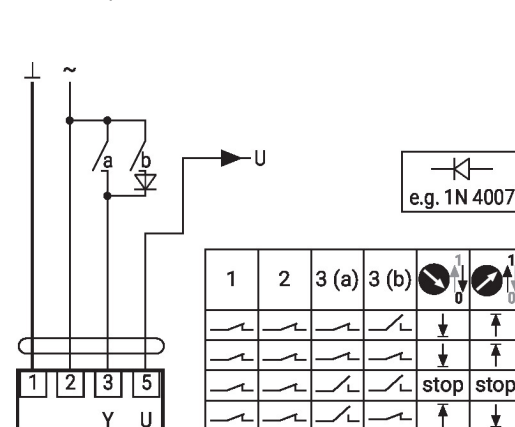 ⊥ ~
a b
U
e.g. 1N 4007
1 2 3 (a) 3 (b) 1 0 1 0
stop stop
1 2 3 5
Y U